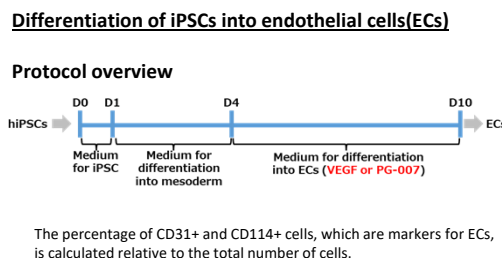 Differentiation of iPSCs into endothelial cells(ECs)
Protocol overview
D0 D1 D4 D10
hiPSCs ECs
Medium for iPSC
Medium for differentiation into mesoderm
Medium for differentiation into ECs (VEGF or PG-007)
The percentage of CD31+ and CD114+ cells, which are markers for ECs,
is calculated relative to the total number of cells.